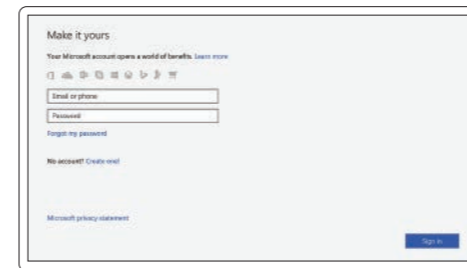 Make it yours
Your Microsoft account opens a world of benefits. Learn more
Email or phone
Password
Forgot my password
No account? Create one!
Microsoft privacy statement
Sign in